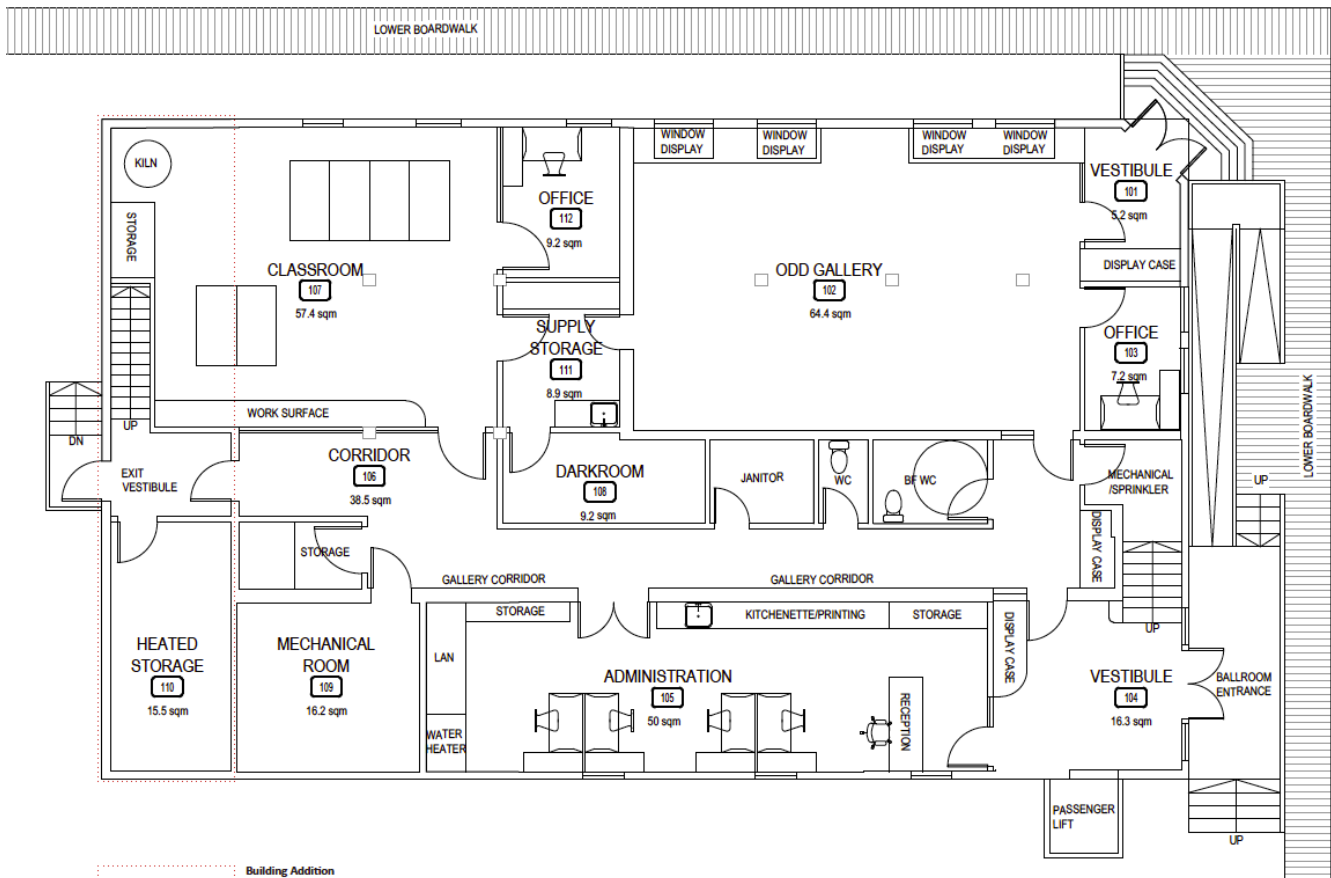 LOWER BOARDWALK
KILN
STORAGE
CLASSROOM
107
57.4 sqm
OFFICE
112
9.2 sqm
WINDOW
DISPLAY
WINDOW
DISPLAY
WINDOW
DISPLAY
WINDOW
DISPLAY
VESTIBULE
101
5.2 sqm
DISPLAY CASE
ODD GALLERY
102
64.4 sqm
OFFICE
103
7.2 sqm
SUPPLY
STORAGE
111
8.9 sqm
WORK SURFACE
UP
DN
EXIT
VESTIBULE
CORRIDOR
106
38.5 sqm
DARKROOM
108
9.2 sqm
JANITOR
WC
BF WC
MECHANICAL
/SPRINKLER
UP
LOWER BOARDWALK
STORAGE
GALLERY CORRIDOR
GALLERY CORRIDOR
DISPLAY CASE
UP
HEATED
STORAGE
110
15.5 sqm
MECHANICAL
ROOM
109
16.2 sqm
STORAGE
LAN
WATER
HEATER
KITCHENETTE/PRINTING
STORAGE
ADMINISTRATION
105
50 sqm
RECEPTION
DISPLAY CASE
VESTIBULE
104
16.3 sqm
BALLROOM
ENTRANCE
PASSENGER
LIFT
UP
Building Addition